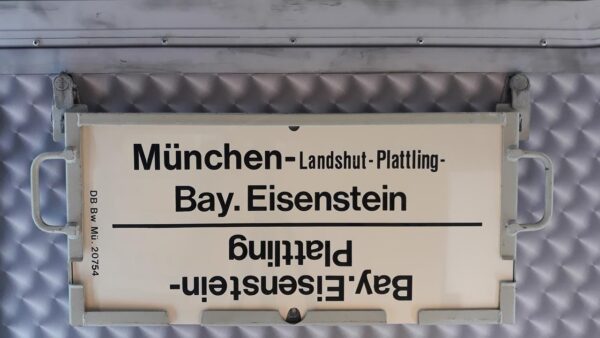 München-Landshut-Plattling-
Bay. Eisenstein
Bay.Eisenstein-
Plattling
DB Bw Mü. 20754